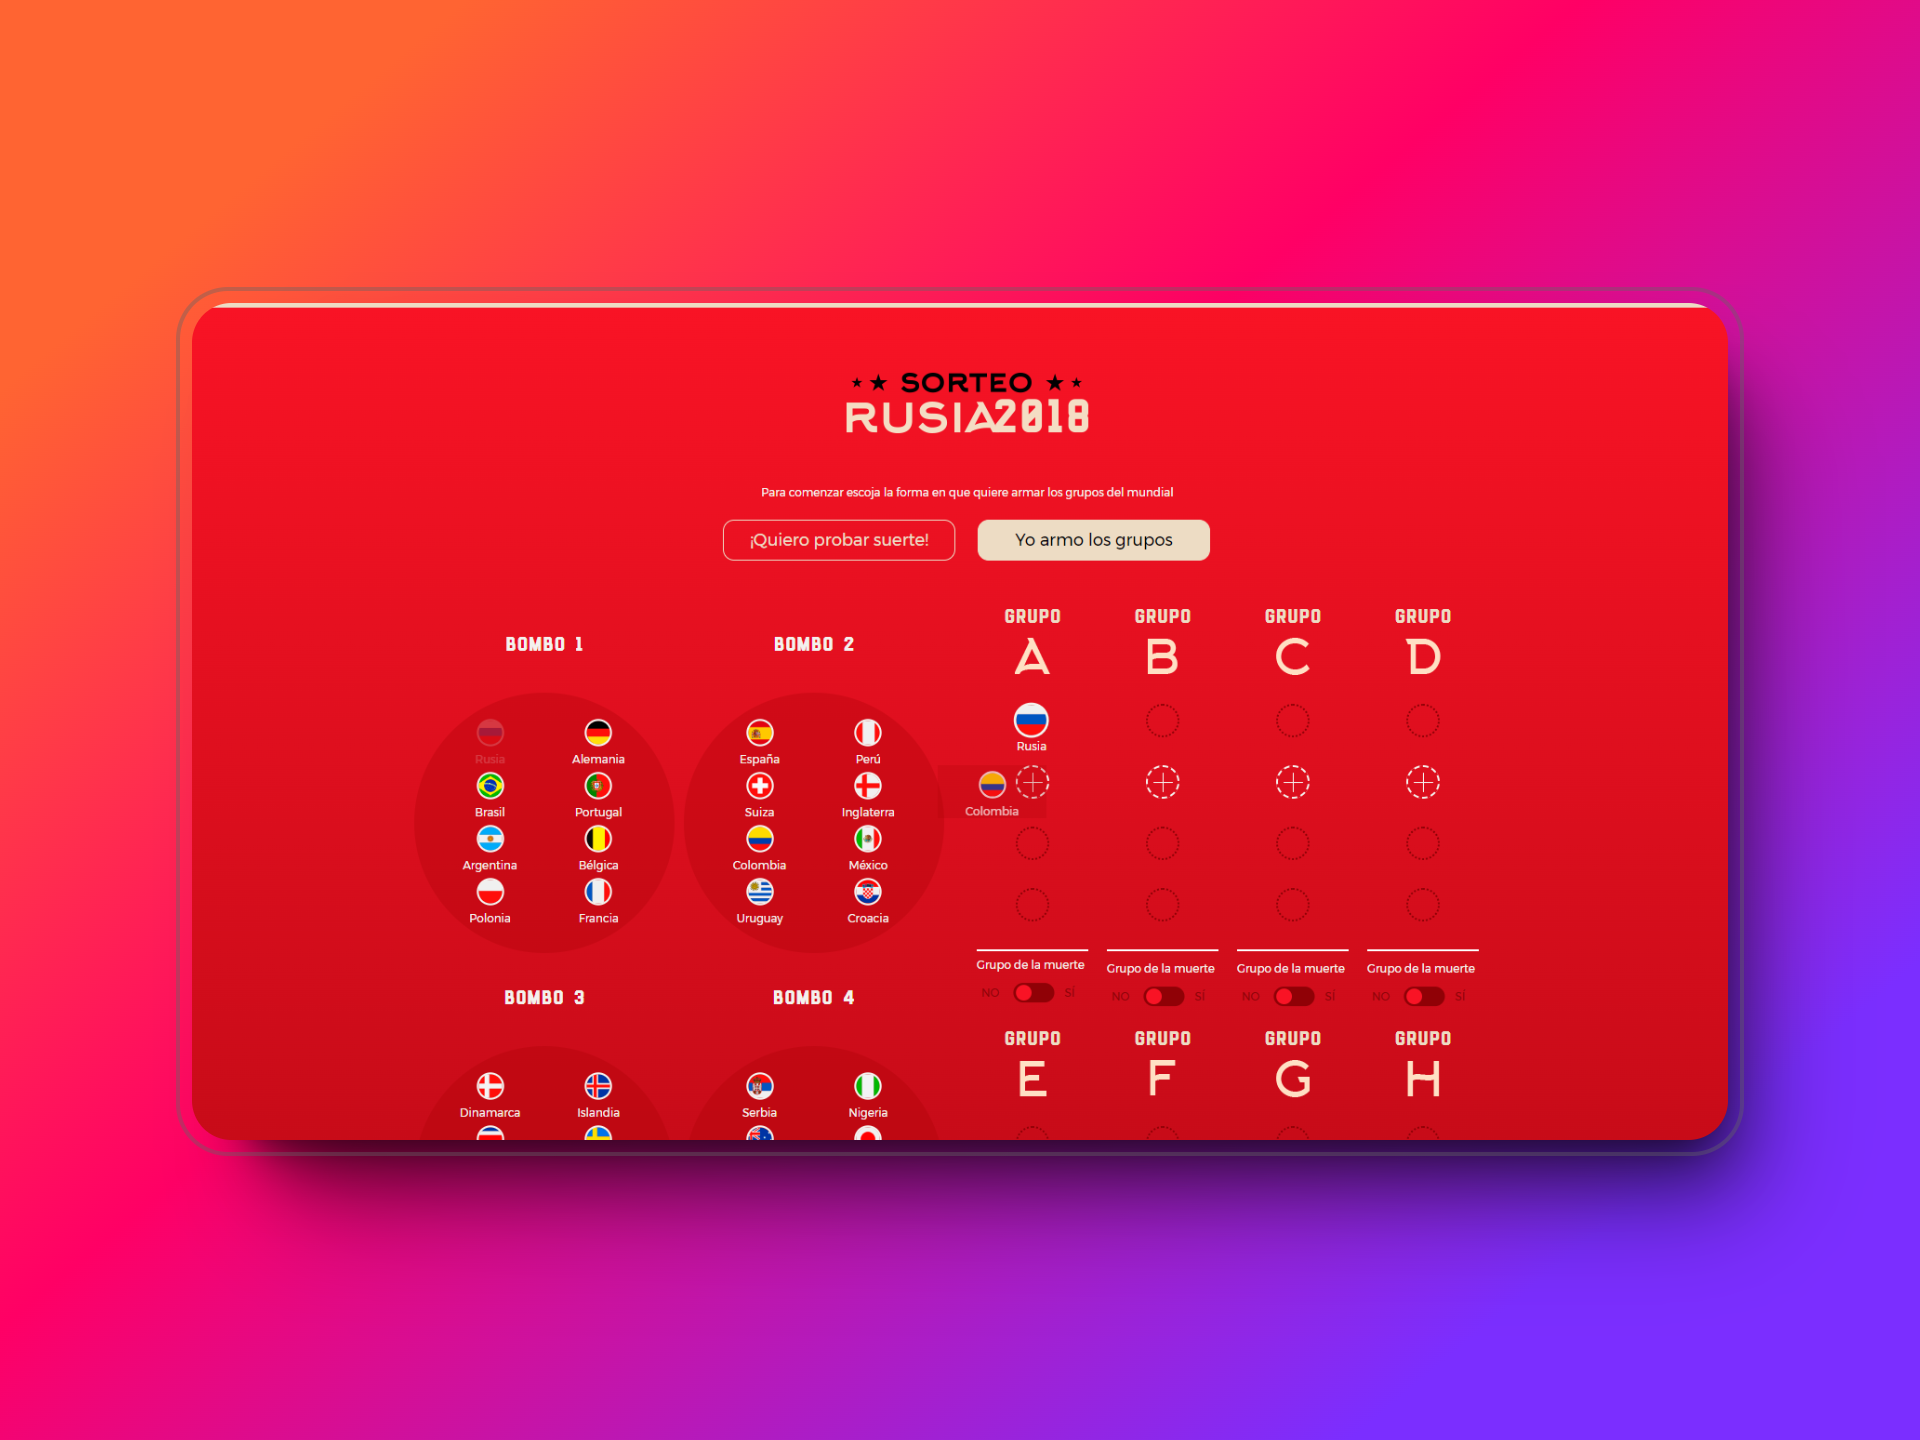 SORTEO
RUSIA2018
Para comenzar escoja la forma en que quiere armar los grupos del mundial
¡Quiero probar suerte!
Yo armo los grupos
BOMBO 1
BOMBO 2
Rusia
Alemania
España
Perú
Brasil
Portugal
Suiza
Inglaterra
Argentina
Bélgica
Colombia
México
Polonia
Francia
Uruguay
Croacia
BOMBO 3
BOMBO 4
Dinamarca
Islandia
Serbia
Nigeria
GRUPO GRUPO GRUPO GRUPO
A B C D
Rusia
Colombia
Grupo de la muerte Grupo de la muerte Grupo de la muerte Grupo de la muerte
NO SÍ NO SÍ NO SÍ NO SÍ
GRUPO GRUPO GRUPO GRUPO
E F G H